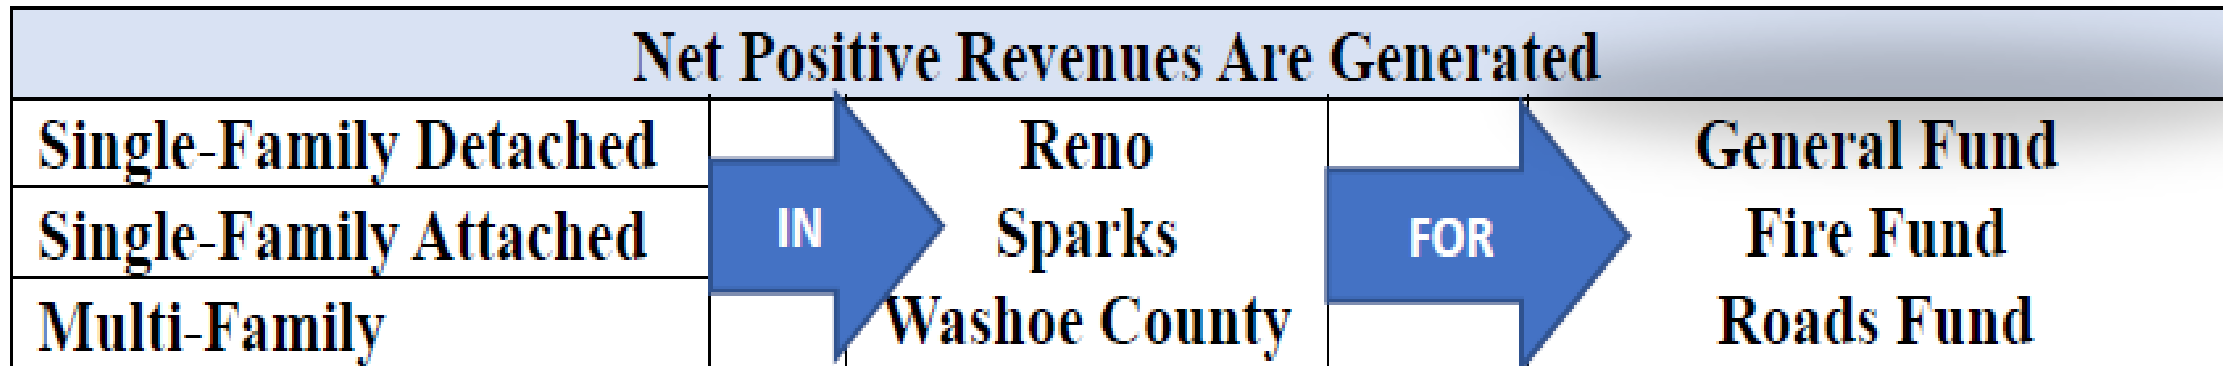 Net Positive Revenues Are Generated
Single-Family Detached
Single-Family Attached
Multi-Family
IN
Reno
Sparks
Washoe County
FOR
General Fund
Fire Fund
Roads Fund